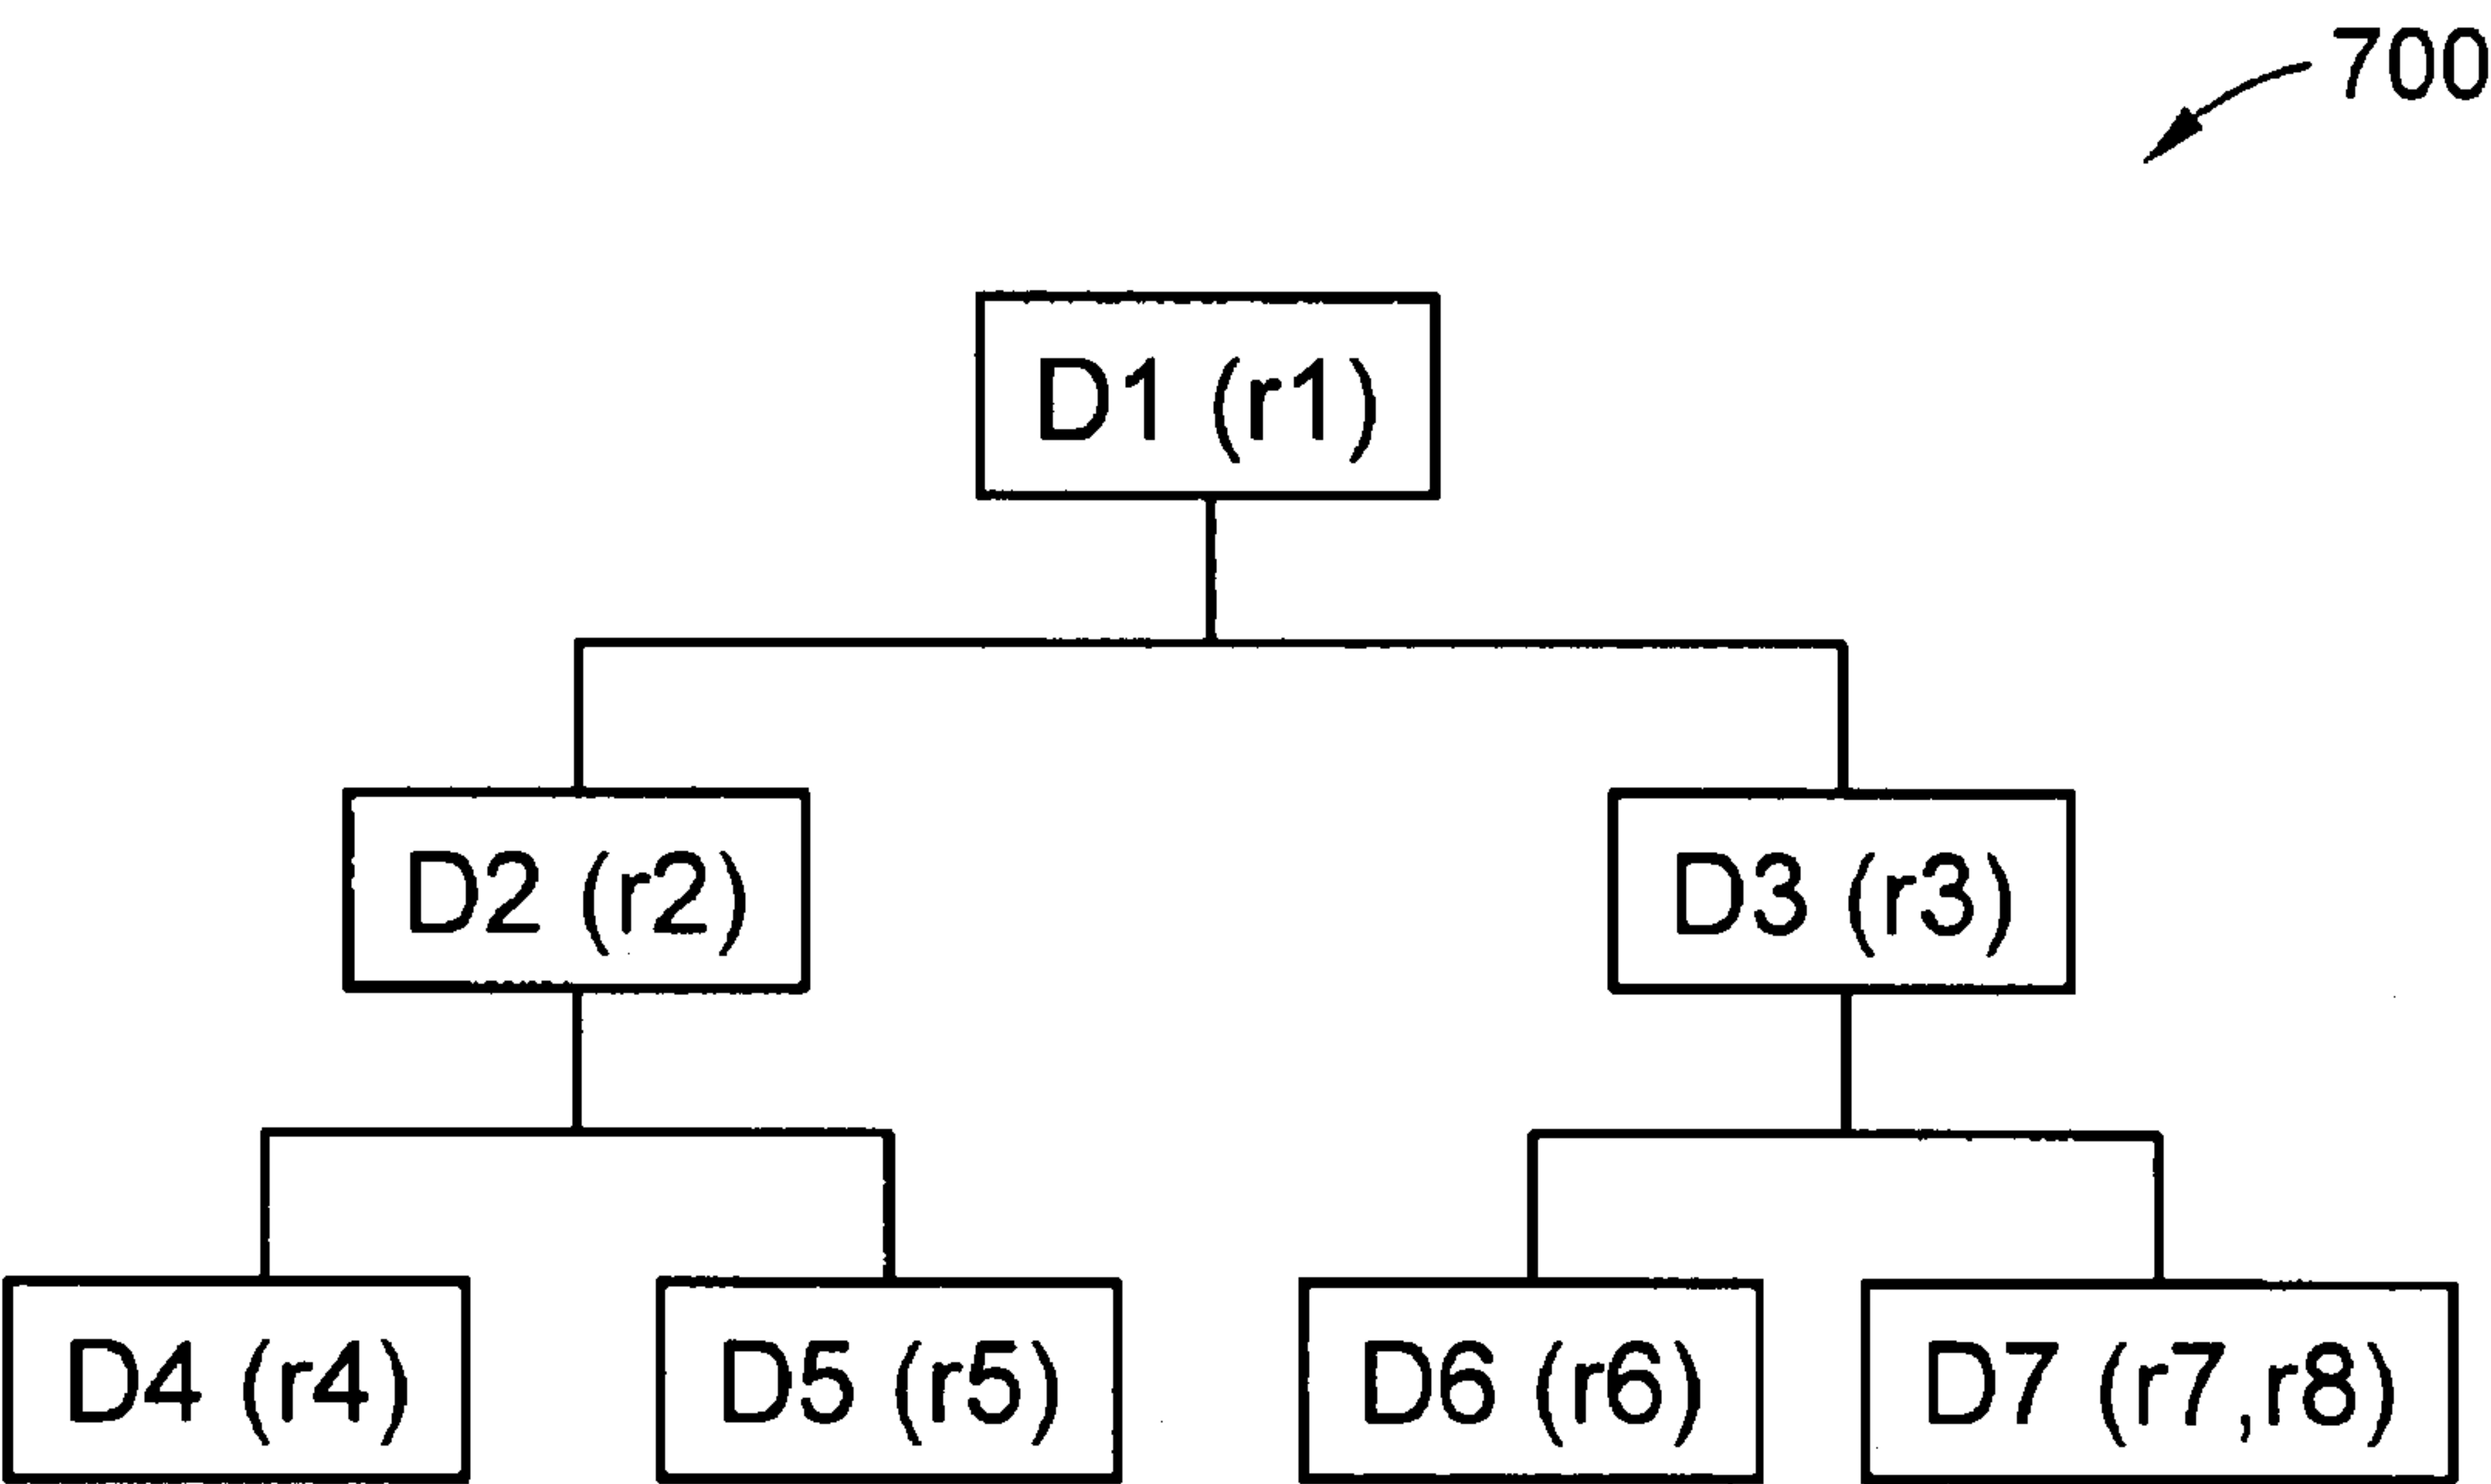 700
D1 (r1)
D2 (r2)
D3 (r3)
D4 (r4)
D5 (r5)
D6 (r6)
D7 (r7,r8)